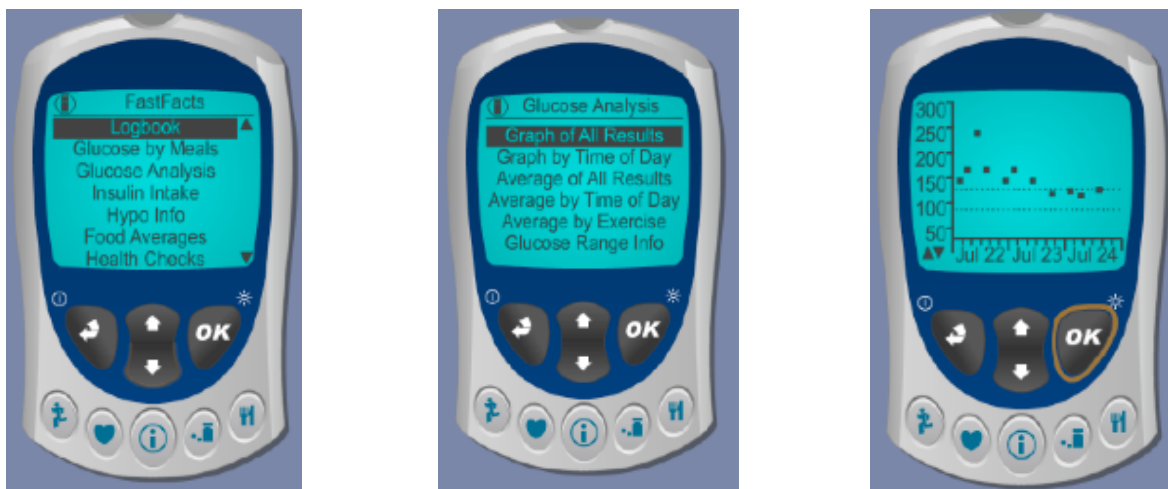 FastFacts
Logbook
Glucose by Meals
Glucose Analysis
Insulin Intake
Hypo Info
Food Averages
Health Checks
OK
Glucose Analysis
Graph of All Results
Graph by Time of Day
Average of All Results
Average by Time of Day
Average by Exercise
Glucose Range Info
OK
300
250
200
150
100
50
Jul 22 Jul 23 Jul 24
OK